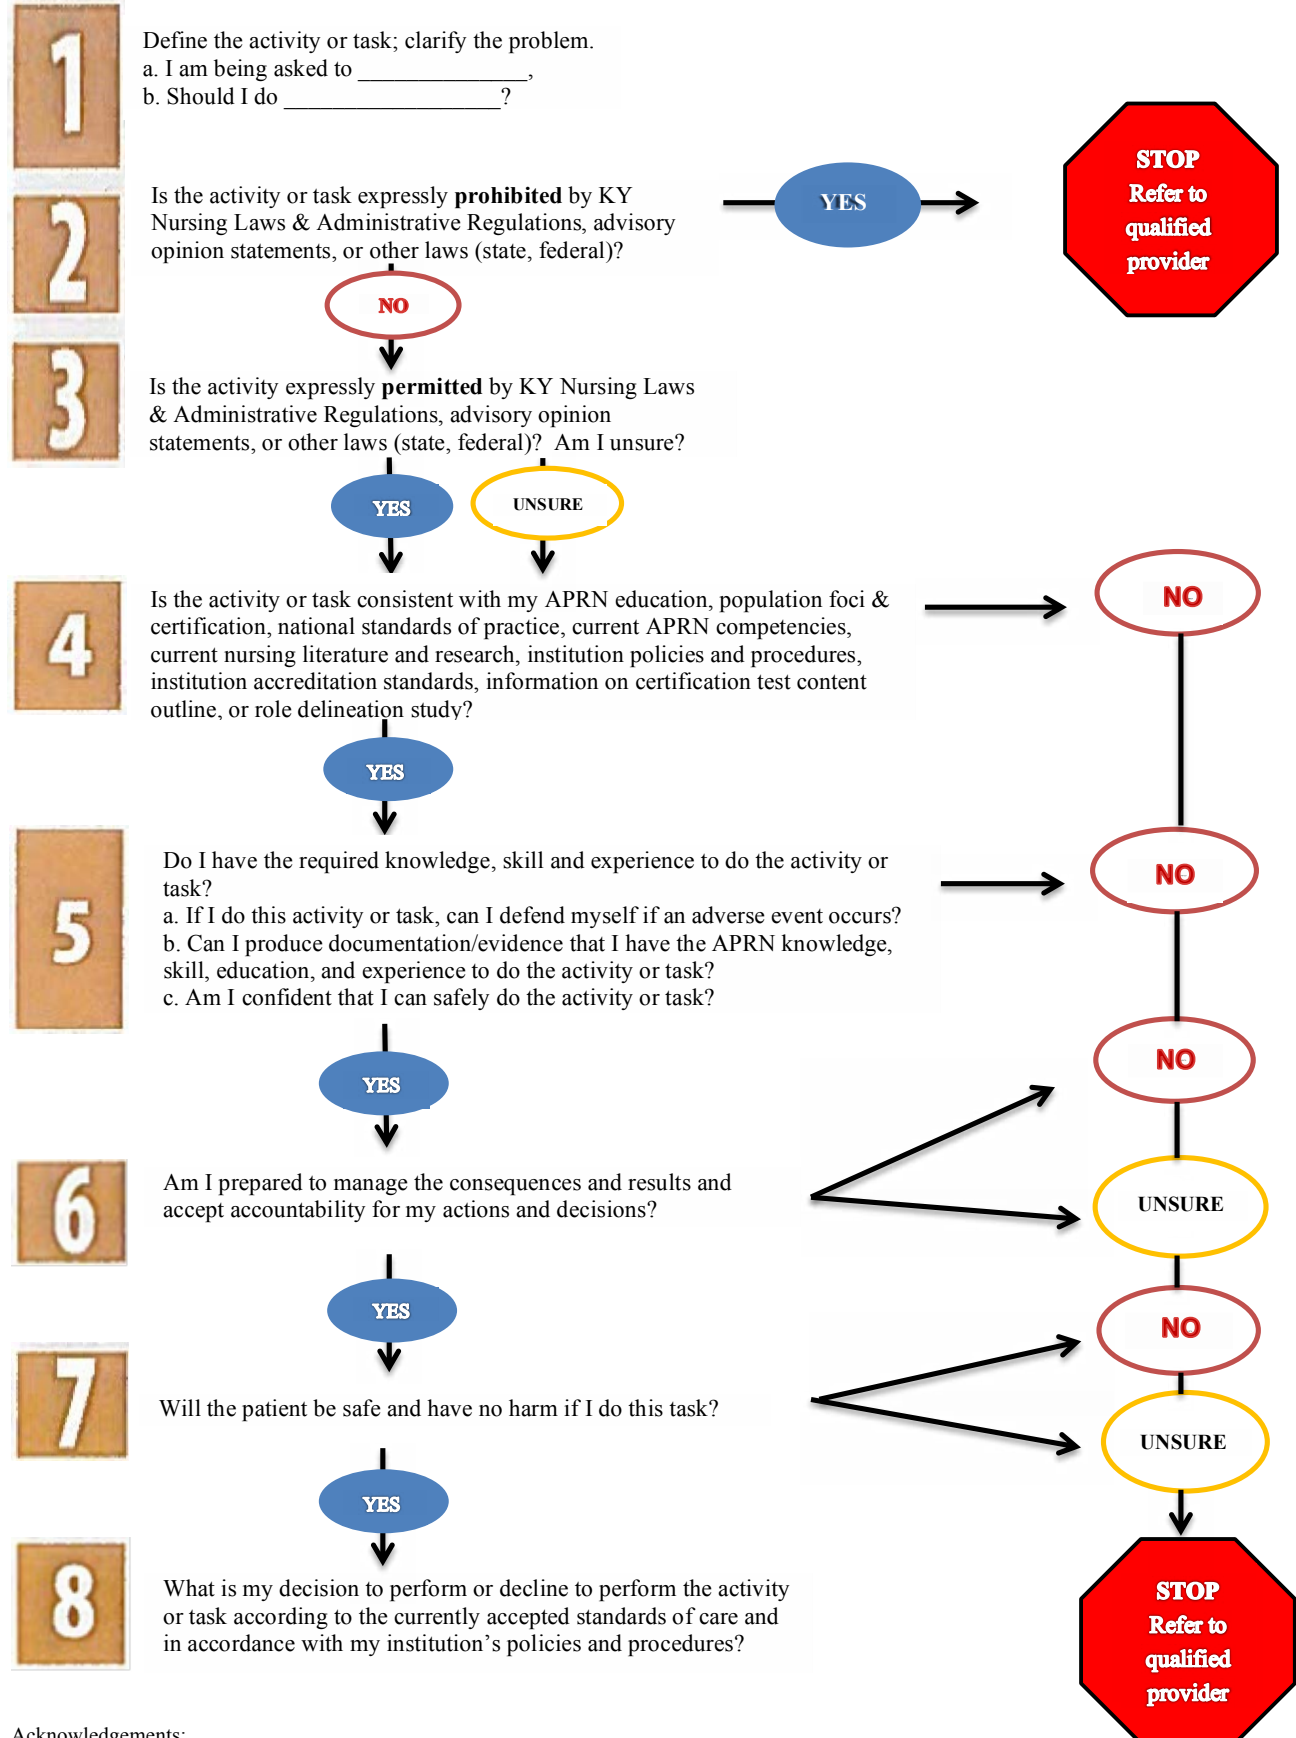 1
Define the activity or task; clarify the problem.
a. I am being asked to ______________,
b. Should I do __________________?
2
Is the activity or task expressly prohibited by KY
Nursing Laws & Administrative Regulations, advisory
opinion statements, or other laws (state, federal)?
YES
STOP
Refer to
qualified
provider
NO
3
Is the activity expressly permitted by KY Nursing Laws
& Administrative Regulations, advisory opinion
statements, or other laws (state, federal)?  Am I unsure?
YES
UNSURE
4
Is the activity or task consistent with my APRN education, population foci &
certification, national standards of practice, current APRN competencies,
current nursing literature and research, institution policies and procedures,
institution accreditation standards, information on certification test content
outline, or role delineation study?
NO
YES
5
Do I have the required knowledge, skill and experience to do the activity or
task?
a. If I do this activity or task, can I defend myself if an adverse event occurs?
b. Can I produce documentation/evidence that I have the APRN knowledge,
skill, education, and experience to do the activity or task?
c. Am I confident that I can safely do the activity or task?
NO
YES
6
Am I prepared to manage the consequences and results and
accept accountability for my actions and decisions?
NO
UNSURE
YES
7
Will the patient be safe and have no harm if I do this task?
NO
UNSURE
YES
8
What is my decision to perform or decline to perform the activity
or task according to the currently accepted standards of care and
in accordance with my institution’s policies and procedures?
STOP
Refer to
qualified
provider
Acknowledgements: